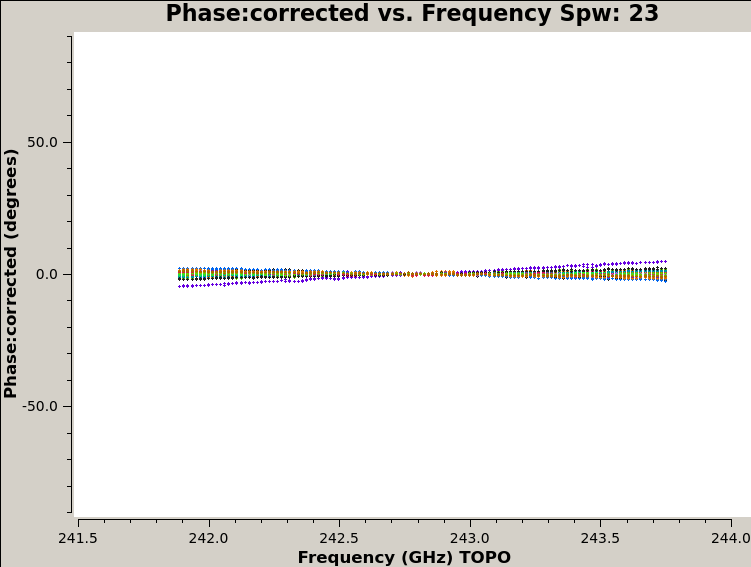 Phase:corrected vs. Frequency Spw: 23
Phase:corrected (degrees)
50.0
0.0
-50.0
241.5 242.0 242.5 243.0 243.5 244.0
Frequency (GHz) TOPO